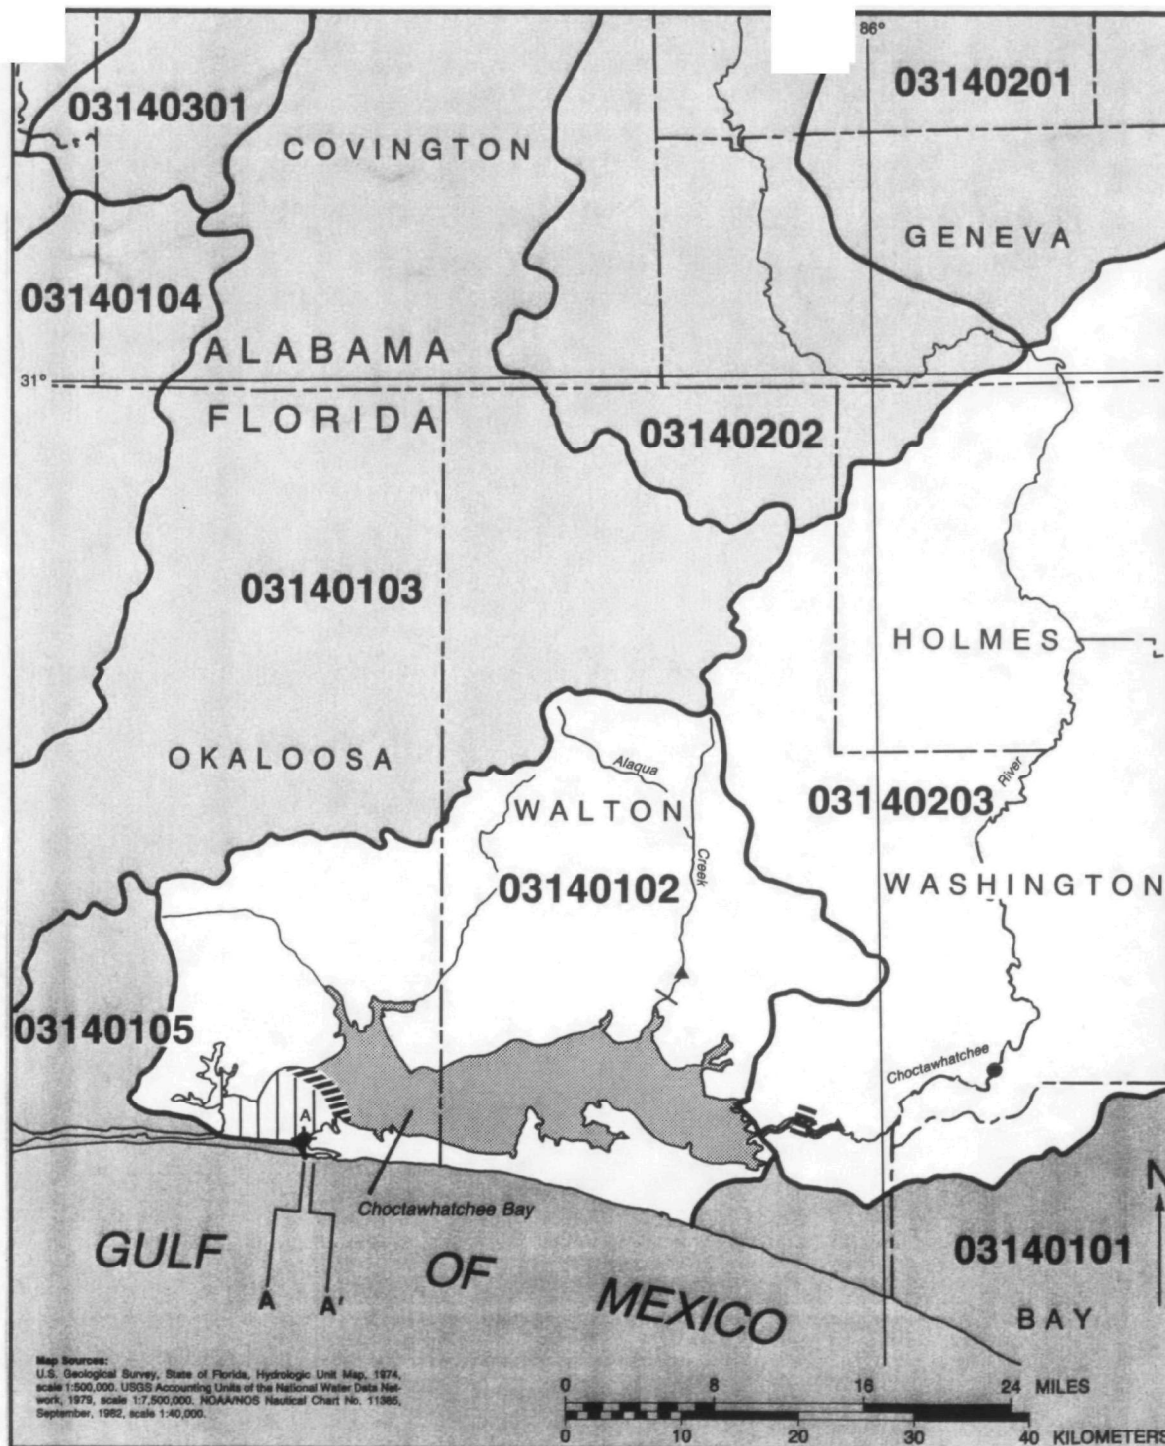 86°
03140201
03140301
COVINGTON
GENEVA
03140104
ALABAMA
31°
FLORIDA
03140202
03140103
HOLMES
OKALOOSA
Alaqua
River
WALTON
03140203
Creek
03140102
WASHINGTON
03140105
Choctawhatchee
A
N
Choctawhatchee Bay
GULF OF MEXICO
03140101
A A'
BAY
Map Sources:
U.S. Geological Survey, State of Florida, Hydrologic Unit Map, 1974,
scale 1:500,000. USGS Accounting Units of the National Water Data Net-
work, 1979, scale 1:7,500,000. NOAA/NOS Nautical Chart No. 11385,
September, 1982, scale 1:40,000.
0 8 16 24 MILES
0 10 20 30 40 KILOMETERS